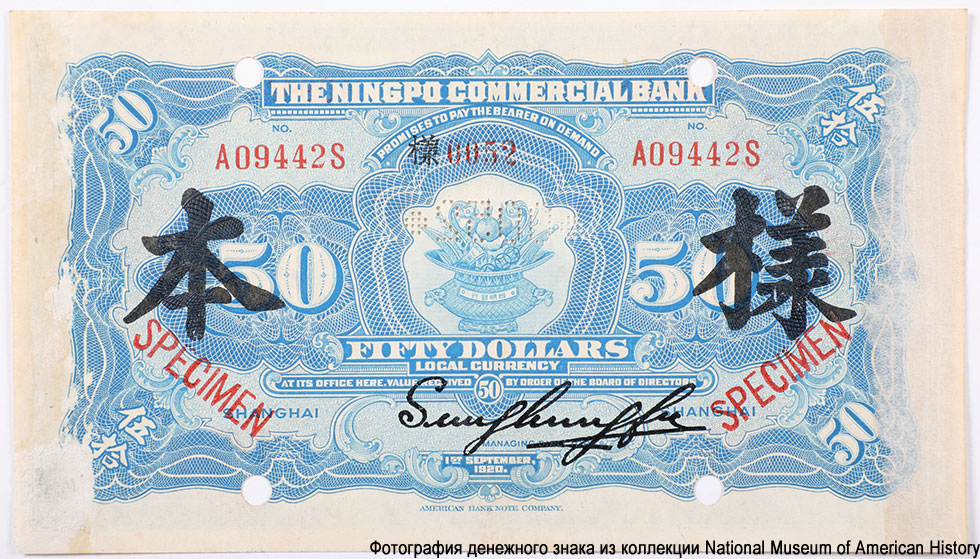 THE NINGPO COMMERCIAL BANK
50
伍拾
PROMISES TO PAY THE BEARER ON DEMAND
NO.
NO.
A09442S
樣 0052
A09442S
本
樣
50
50
FIFTY DOLLARS
LOCAL CURRENCY
SPECIMEN
SPECIMEN
AT ITS OFFICE HERE, VALUE RECEIVED 50 BY ORDER OF THE BOARD OF DIRECTORS
SHANGHAI
SHANGHAI
伍拾
50
MANAGING
1ST SEPTEMBER,
1920.
AMERICAN BANK NOTE COMPANY.
Фотография денежного знака из коллекции National Museum of American History